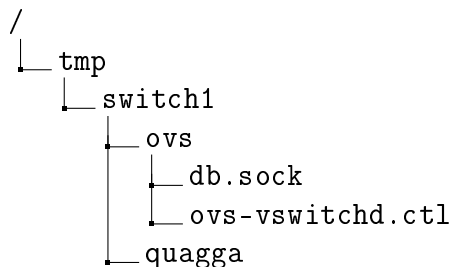 /
tmp
switch1
ovs
db.sock
ovs-vswitchd.ctl
quagga